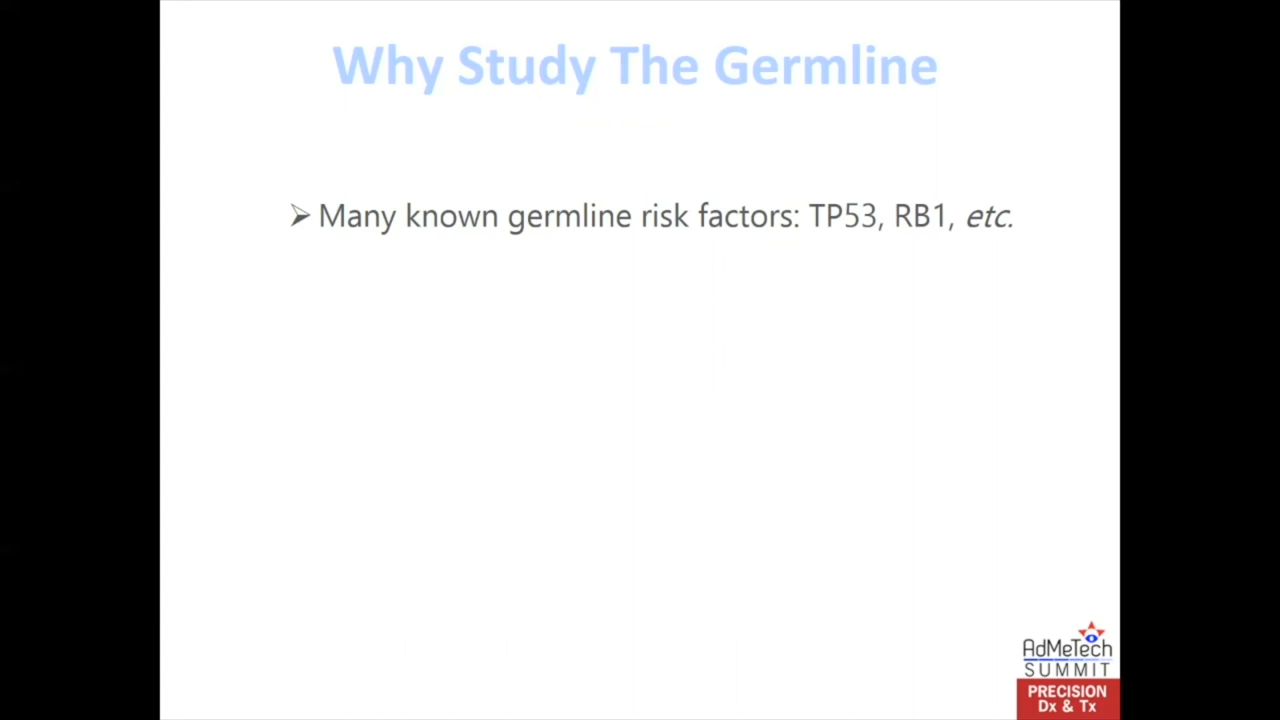 Why Study The Germline
➢ Many known germline risk factors: TP53, RB1, etc.
AdMeTech
SUMMIT
PRECISION
Dx & Tx